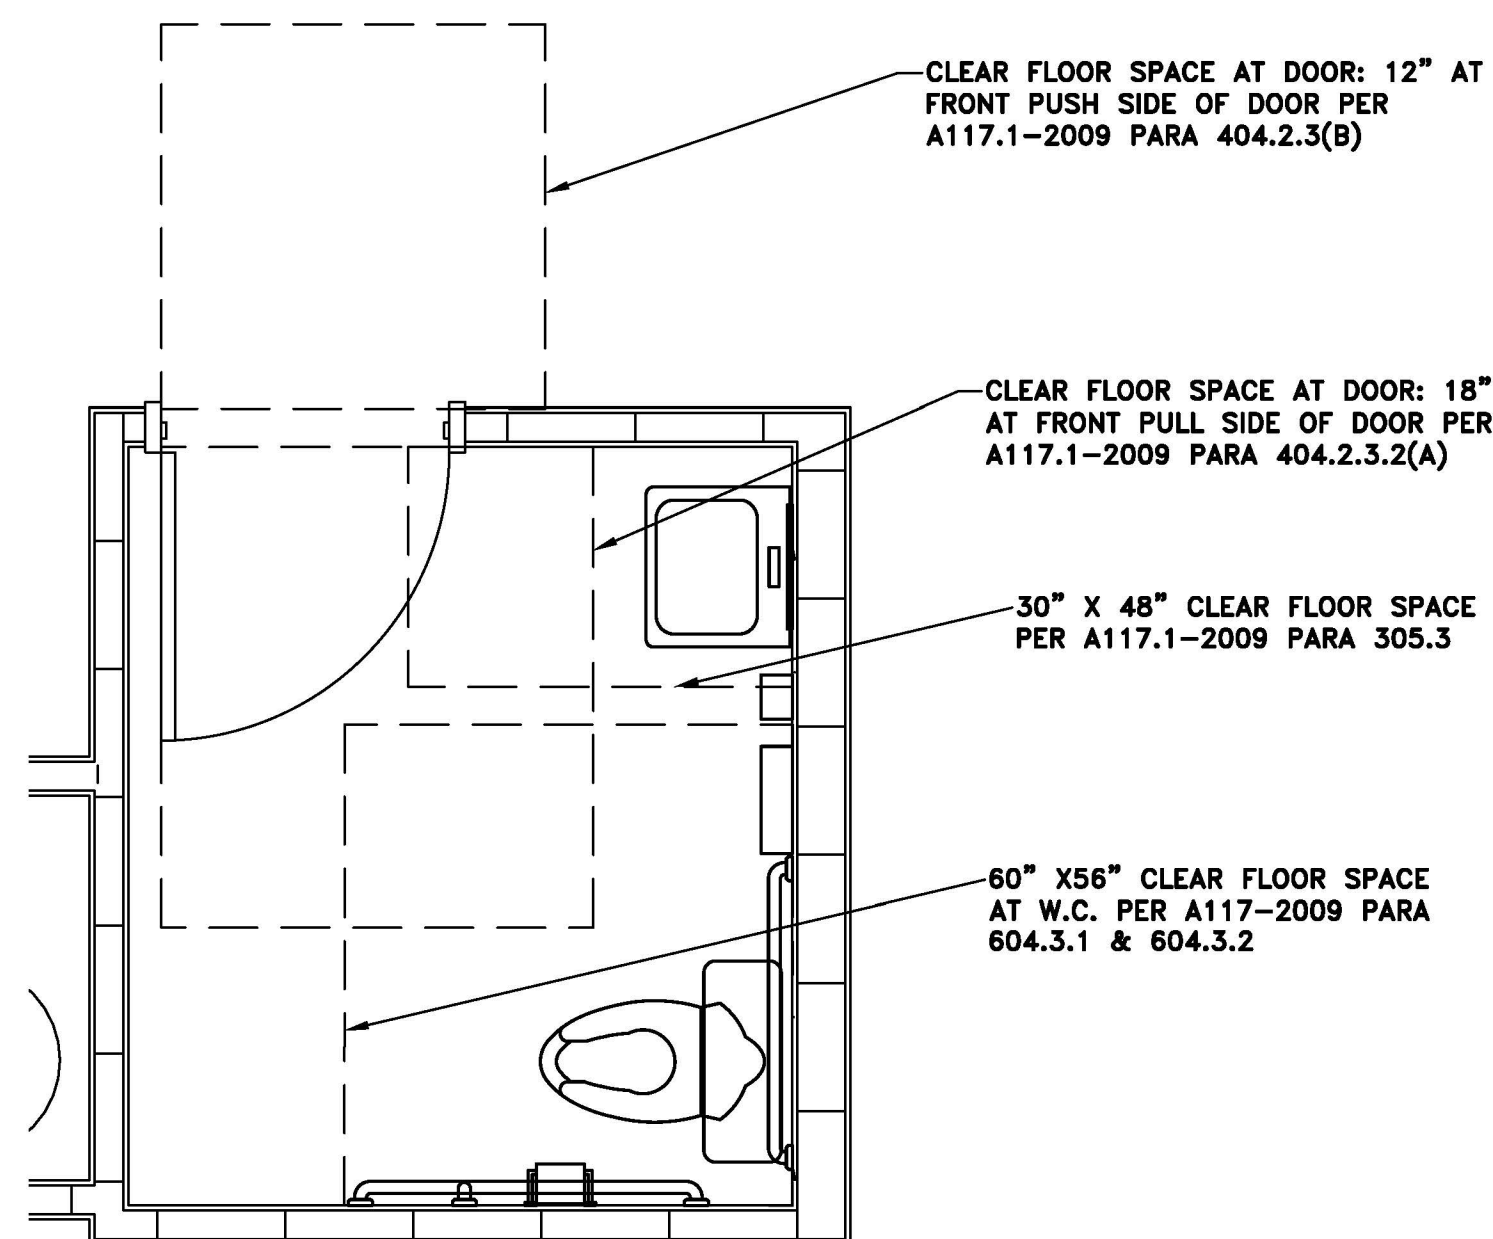 CLEAR FLOOR SPACE AT DOOR: 12" AT
FRONT PUSH SIDE OF DOOR PER
A117.1-2009 PARA 404.2.3(B)
CLEAR FLOOR SPACE AT DOOR: 18"
AT FRONT PULL SIDE OF DOOR PER
A117.1-2009 PARA 404.2.3.2(A)
30" X 48" CLEAR FLOOR SPACE
PER A117.1-2009 PARA 305.3
60" X56" CLEAR FLOOR SPACE
AT W.C. PER A117-2009 PARA
604.3.1 & 604.3.2